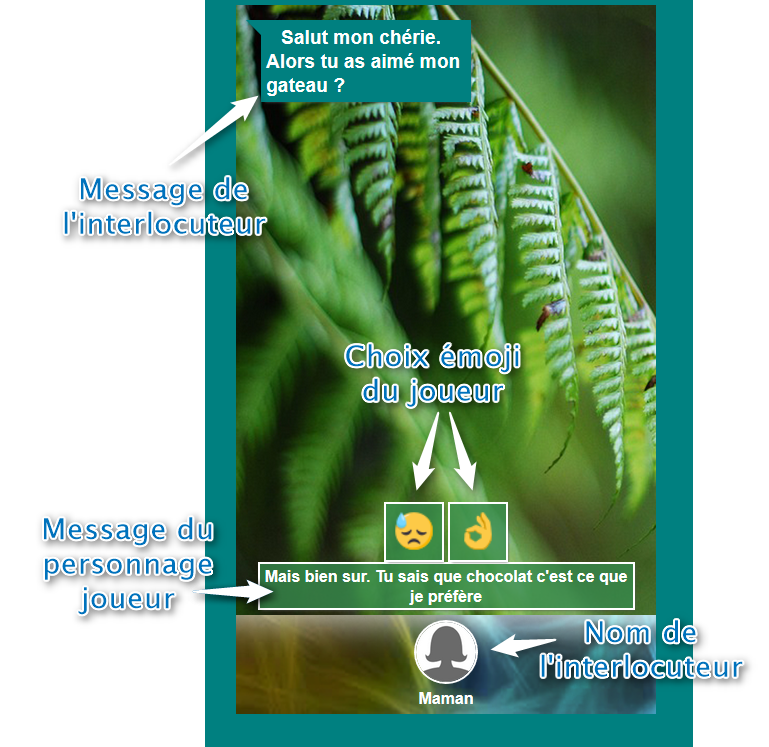 Salut mon chérie.
Alors tu as aimé mon
gateau ?
Message de
l'interlocuteur
Choix émoji
du joueur
Message du
personnage
joueur
Mais bien sur. Tu sais que chocolat c'est ce que
je préfère
Nom de
l'interlocuteur
Maman